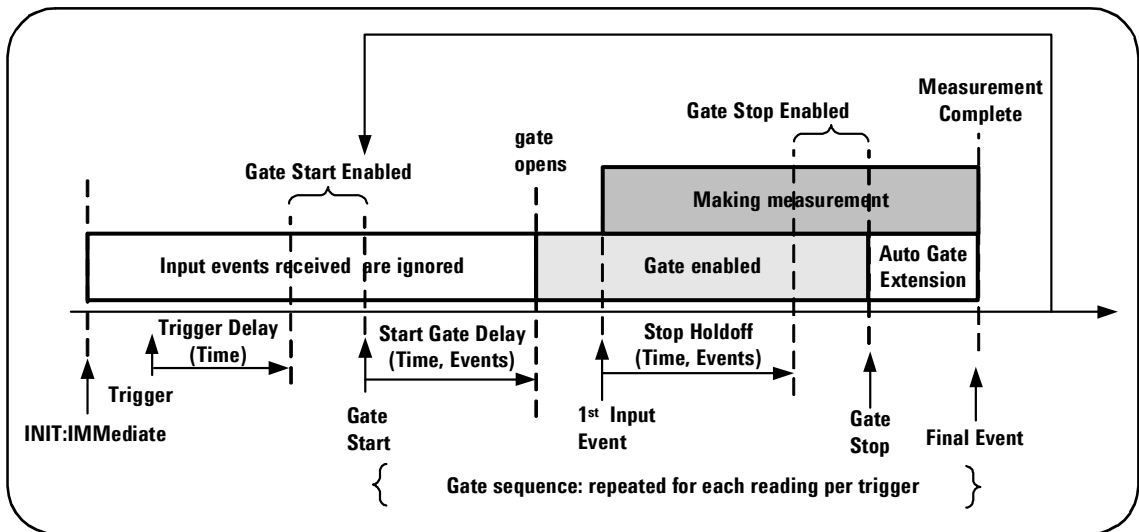 Measurement
Complete
Gate Stop Enabled
gate
opens
Gate Start Enabled
Making measurement
Input events received are ignored
Gate enabled
Auto Gate
Extension
Trigger Delay
(Time)
Start Gate Delay
(Time, Events)
Stop Holdoff
(Time, Events)
Trigger
INIT:IMMediate
Gate
Start
1st Input
Event
Gate
Stop
Final Event
Gate sequence: repeated for each reading per trigger